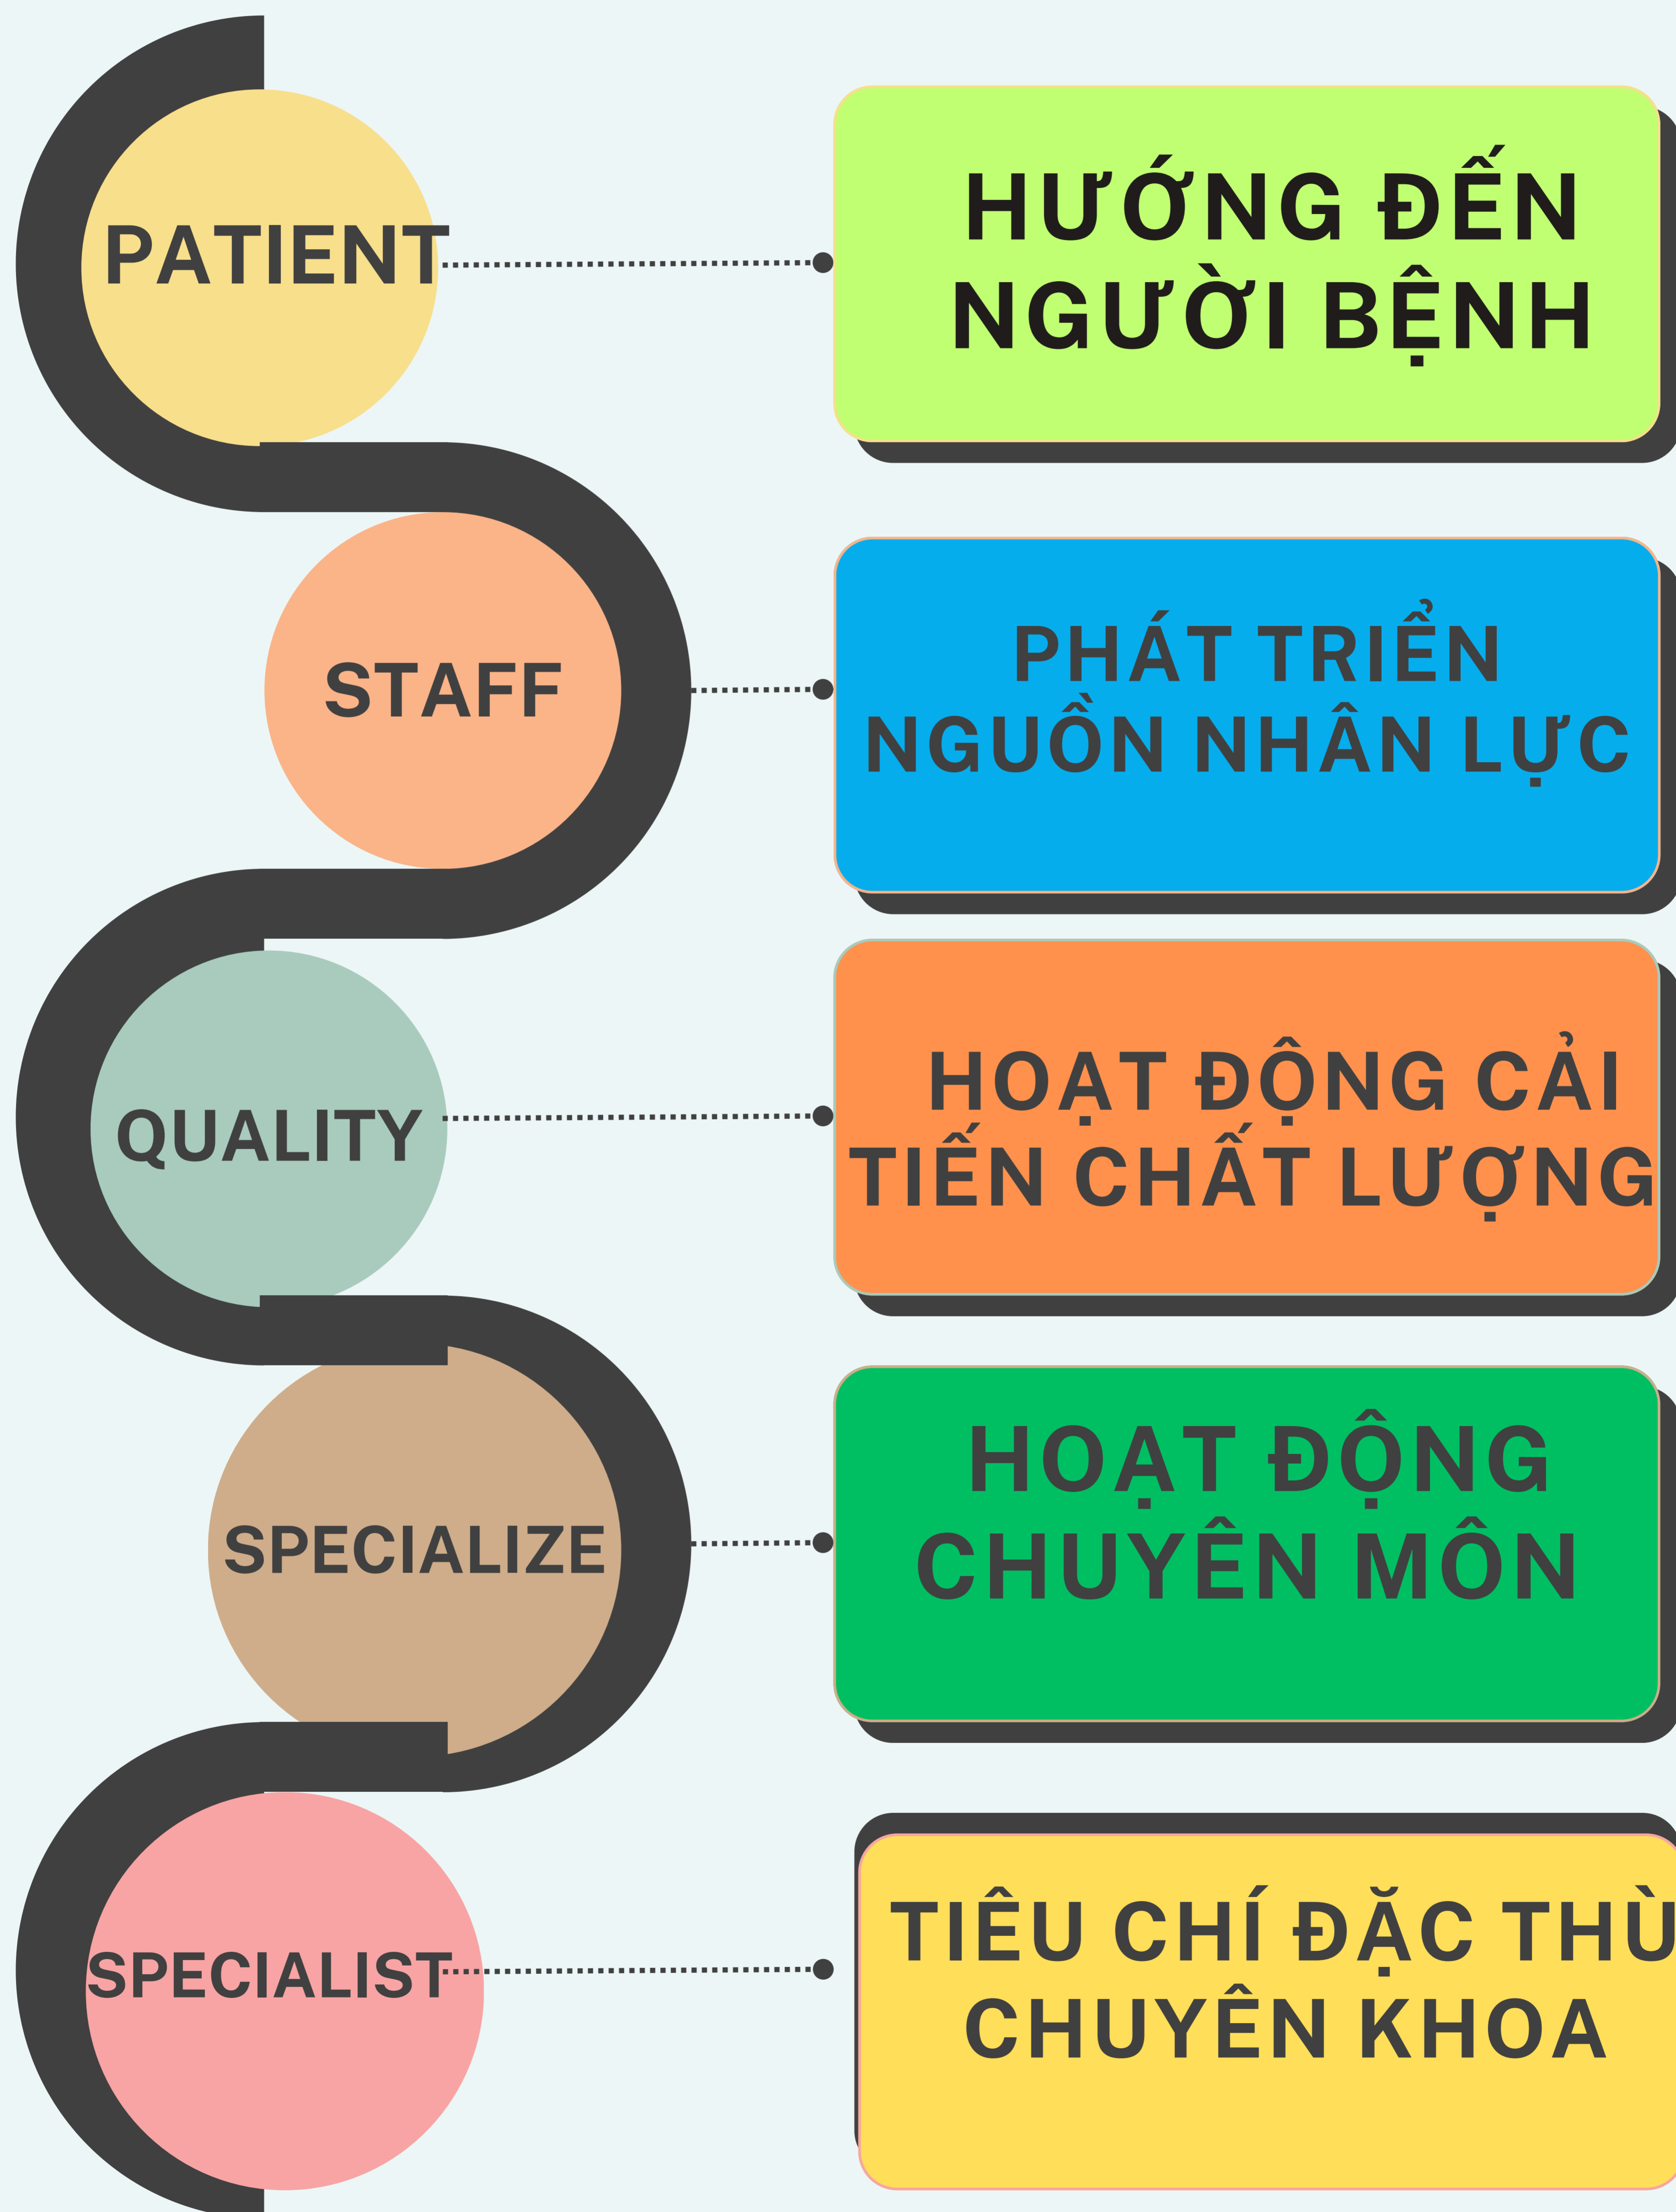 PATIENT
HƯỚNG ĐẾN
NGƯỜI BỆNH
STAFF
PHÁT TRIỂN
NGUỒN NHÂN LỰC
QUALITY
HOẠT ĐỘNG CẢI
TIẾN CHẤT LƯỢNG
SPECIALIZE
HOẠT ĐỘNG
CHUYÊN MÔN
SPECIALIST
TIÊU CHÍ ĐẶC THÙ
CHUYÊN KHOA